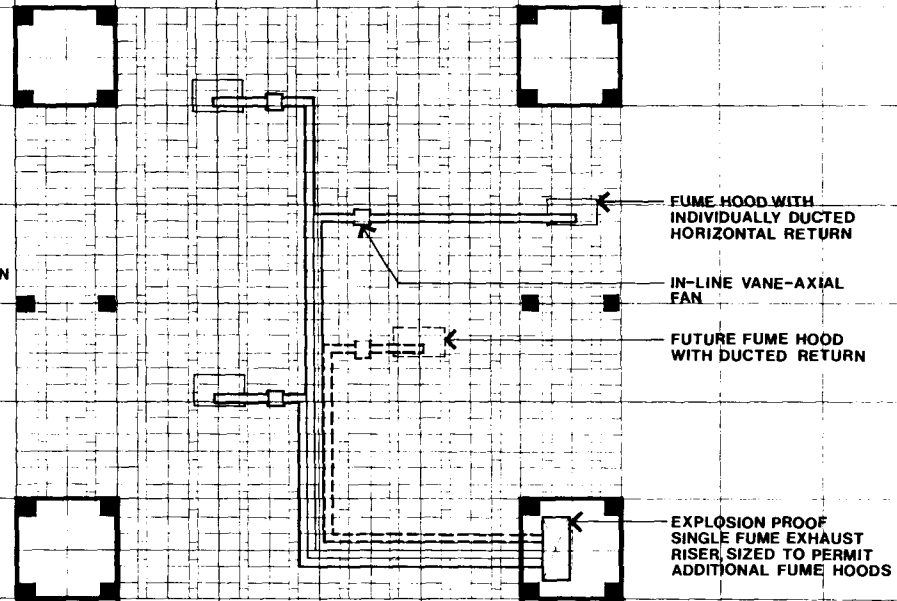 FUME HOOD WITH
INDIVIDUALLY DUCTED
HORIZONTAL RETURN
N
IN-LINE VANE-AXIAL
FAN
FUTURE FUME HOOD
WITH DUCTED RETURN
EXPLOSION PROOF
SINGLE FUME EXHAUST
RISER, SIZED TO PERMIT
ADDITIONAL FUME HOODS